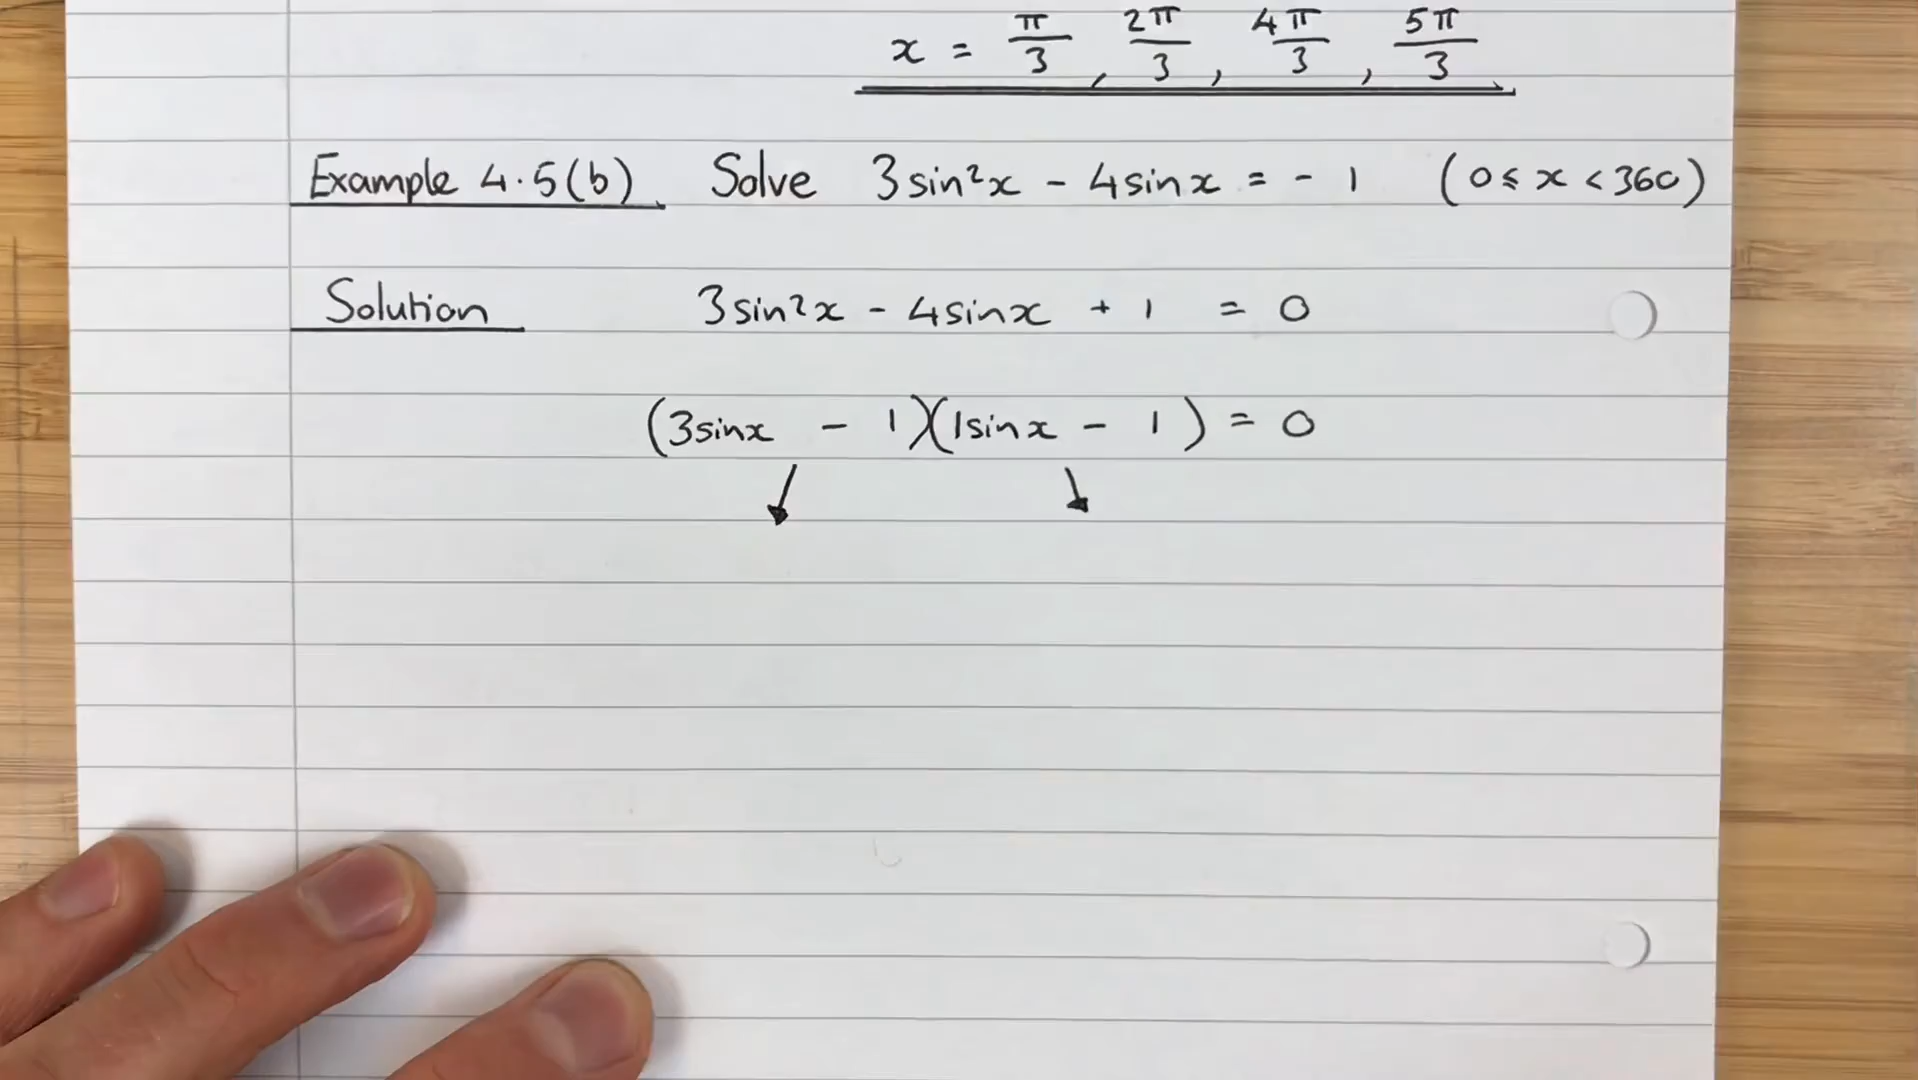 x = π/3 , 2π/3 , 4π/3 , 5π/3
Example 4.5(b) Solve 3sin²x - 4sinx = - 1 (0 ≤ x < 360)
Solution 3sin²x - 4sinx + 1 = 0
(3sinx - 1)(1sinx - 1) = 0